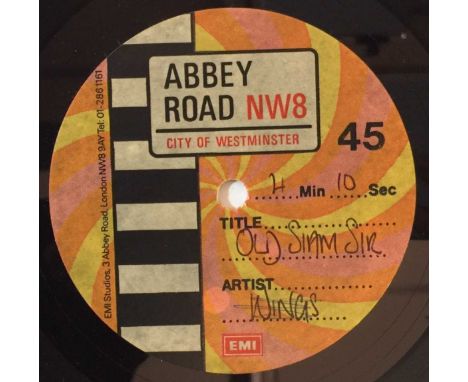 ABBEY
ROAD NW8
CITY OF WESTMINSTER
45
4 Min 10 Sec
TITLE
OLD SIAM SIR
ARTIST
WINGS
EMI
EMI Studios, 3 Abbey Road, London NW8 9AY Tel: 01-286 1161